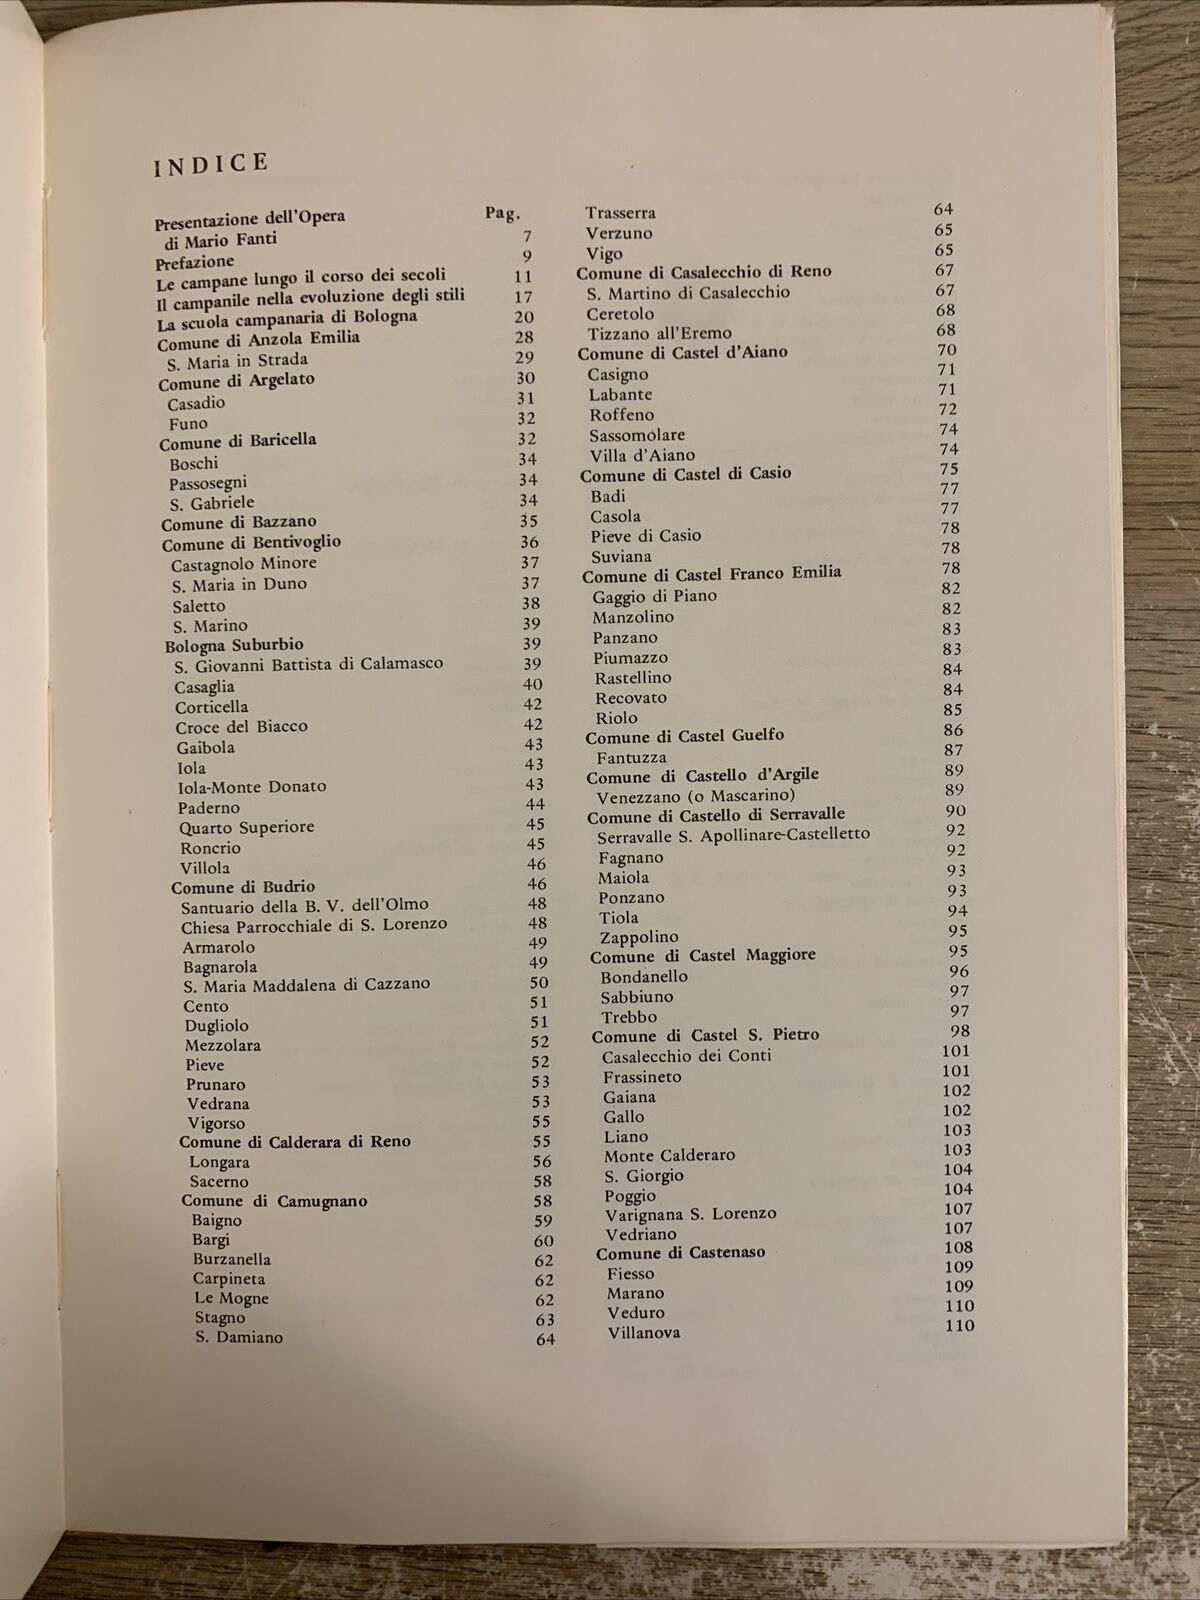 INDICE
Pag.
Presentazione dell'Opera
di Mario Fanti 7
Prefazione 9
Le campane lungo il corso dei secoli 11
Il campanile nella evoluzione degli stili 17
La scuola campanaria di Bologna 20
Comune di Anzola Emilia 28
S. Maria in Strada 29
Comune di Argelato 30
Casadio 31
Funo 32
Comune di Baricella 32
Boschi 34
Passosegni 34
S. Gabriele 34
Comune di Bazzano 35
Comune di Bentivoglio 36
Castagnolo Minore 37
S. Maria in Duno 37
Saletto 38
S. Marino 39
Bologna Suburbio 39
S. Giovanni Battista di Calamasco 39
Casaglia 40
Corticella 42
Croce del Biacco 42
Gaibola 43
Iola 43
Iola-Monte Donato 43
Paderno 44
Quarto Superiore 45
Roncrio 45
Villola 46
Comune di Budrio 46
Santuario della B. V. dell'Olmo 48
Chiesa Parrocchiale di S. Lorenzo 48
Armarolo 49
Bagnarola 49
S. Maria Maddalena di Cazzano 50
Cento 51
Dugliolo 51
Mezzolara 52
Pieve 52
Prunaro 53
Vedrana 53
Vigorso 55
Comune di Calderara di Reno 55
Longara 56
Sacerno 58
Comune di Camugnano 58
Baigno 59
Bargi 60
Burzanella 62
Carpineta 62
Le Mogne 62
Stagno 63
S. Damiano 64
Trasserra 64
Verzuno 65
Vigo 65
Comune di Casalecchio di Reno 67
S. Martino di Casalecchio 67
Ceretolo 68
Tizzano all'Eremo 68
Comune di Castel d'Aiano 70
Casigno 71
Labante 71
Roffeno 72
Sassomolare 74
Villa d'Aiano 74
Comune di Castel di Casio 75
Badi 77
Casola 77
Pieve di Casio 78
Suviana 78
Comune di Castel Franco Emilia 78
Gaggio di Piano 82
Manzolino 82
Panzano 83
Piumazzo 83
Rastellino 84
Recovato 84
Riolo 85
Comune di Castel Guelfo 86
Fantuzza 87
Comune di Castello d'Argile 89
Venezzano (o Mascarino) 89
Comune di Castello di Serravalle 90
Serravalle S. Apollinare-Castelletto 92
Fagnano 92
Maiola 93
Ponzano 93
Tiola 94
Zappolino 95
Comune di Castel Maggiore 95
Bondanello 96
Sabbiuno 97
Trebbo 97
Comune di Castel S. Pietro 98
Casalecchio dei Conti 101
Frassineto 101
Gaiana 102
Gallo 102
Liano 103
Monte Calderaro 103
S. Giorgio 104
Poggio 104
Varignana S. Lorenzo 107
Vedriano 107
Comune di Castenaso 108
Fiesso 109
Marano 109
Veduro 110
Villanova 110